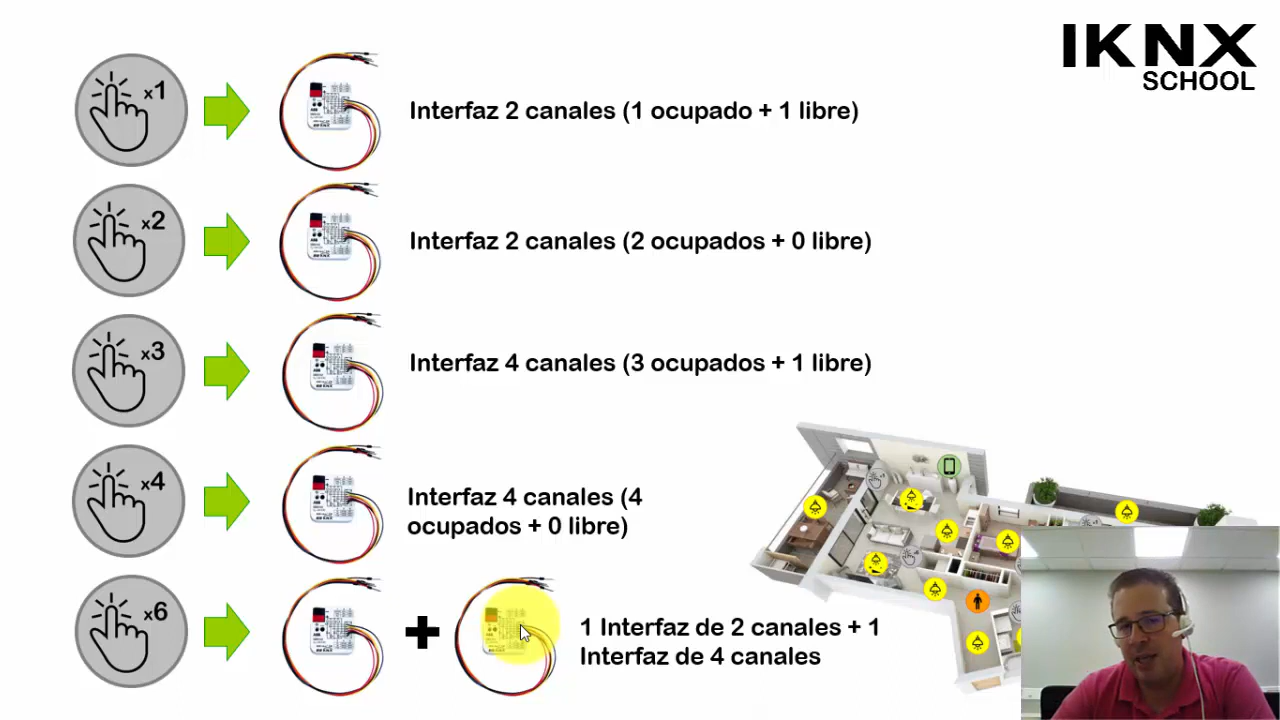 IKNX
SCHOOL
x1
Interfaz 2 canales (1 ocupado + 1 libre)
x2
Interfaz 2 canales (2 ocupados + 0 libre)
x3
Interfaz 4 canales (3 ocupados + 1 libre)
x4
Interfaz 4 canales (4
ocupados + 0 libre)
x6
+
1 Interfaz de 2 canales + 1
Interfaz de 4 canales